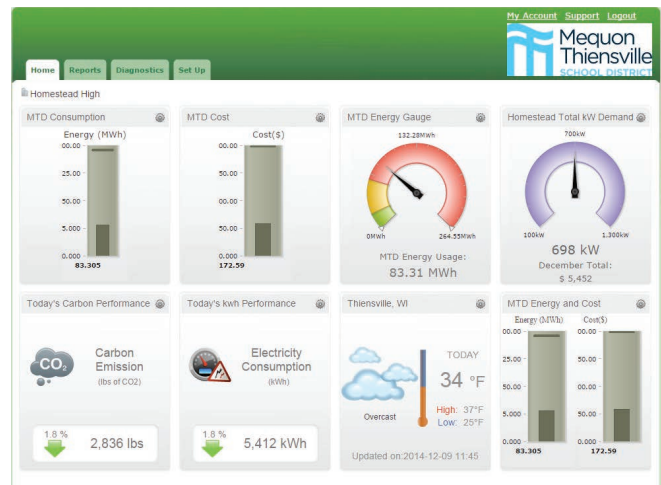 My Account Support Logout
Mequon
Thiensville
SCHOOL DISTRICT
Home Reports Diagnostics Set Up
Homestead High
MTD Consumption
Energy (MWh)
00.00
25.00
50.00
5.000
0.000
83.305
MTD Cost
Cost($)
00.00
00.00
50.00
50.00
0.000
172.59
MTD Energy Gauge
132.28MWh
0MWh 264.55MWh
MTD Energy Usage:
83.31 MWh
Homestead Total kW Demand
700kW
100kW 1,300kW
698 kW
December Total:
$ 5,452
Today's Carbon Performance
CO2
Carbon
Emission
(lbs of CO2)
1.8 %
2,836 lbs
Today's kwh Performance
Electricity
Consumption
(kWh)
1.8 %
5,412 kWh
Thiensville, WI
TODAY
34 °F
Overcast
High: 37°F
Low: 25°F
Updated on:2014-12-09 11:45
MTD Energy and Cost
Energy (MWh) Cost($)
00.00 00.00
25.00 00.00
50.00 50.00
5.000 50.00
0.000 0.000
83.305 172.59